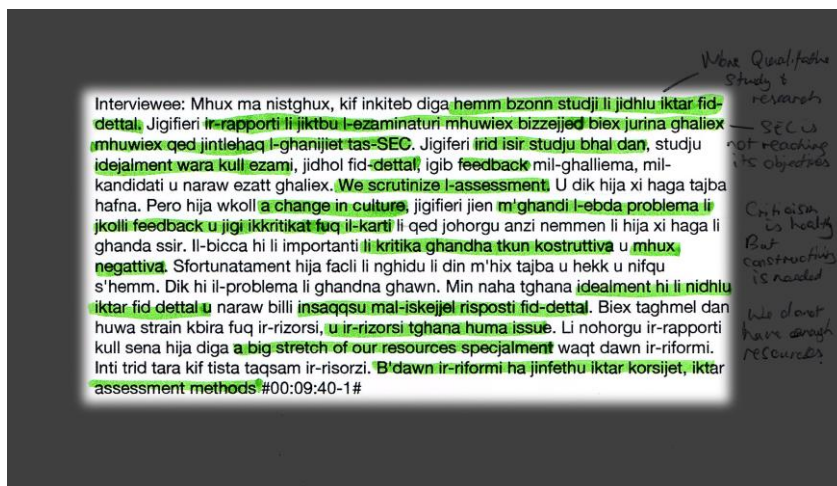 Interviewee: Mhux ma nistghux, kif inkiteb diga hemm bzonn studji li jidhlu iktar fid-
dettal. Jigifieri ir-rapporti li jiktbu l-ezaminaturi mhuwiex bizzejjed biex jurina ghaliex
mhuwiex qed jintlehaq l-ghanijiet tas-SEC. Jigiferi irid isir studju bhal dan, studju
idejalment wara kull ezami, jidhol fid-dettal, igib feedback mil-ghalliema, mil-
kandidati u naraw ezatt ghaliex. We scrutinize l-assessment. U dik hija xi haga tajba
hafna. Pero hija wkoll a change in culture, jigifieri jien m'ghandi l-ebda problema li
jkolli feedback u jigi ikkritikat fuq il-karti li qed johorgu anzi nemmen li hija xi haga li
ghanda ssir. Il-bicca hi li importanti li kritika ghandha tkun kostruttiva u mhux
negattiva. Sfortunatament hija facli li nghidu li din m'hix tajba u hekk u nifqu
s'hemm. Dik hi il-problema li ghandna ghawn. Min naha tghana idealment hi li nidhlu
iktar fid dettal u naraw billi insaqqsu mal-iskejjel risposti fid-dettal. Biex taghmel dan
huwa strain kbira fuq ir-rizorsi, u ir-rizorsi tghana huma issue. Li nohorgu ir-rapporti
kull sena hija diga a big stretch of our resources specjalment waqt dawn ir-riformi.
Inti trid tara kif tista taqsam ir-risorzi. B'dawn ir-riformi ha jinfethu iktar korsijet, iktar
assessment methods #00:09:40-1#
More Qualitative
Study &
research
SEC is
not reaching
its objectives
Criticism
is healthy
But
constructive
is needed
We do not
have enough
resources